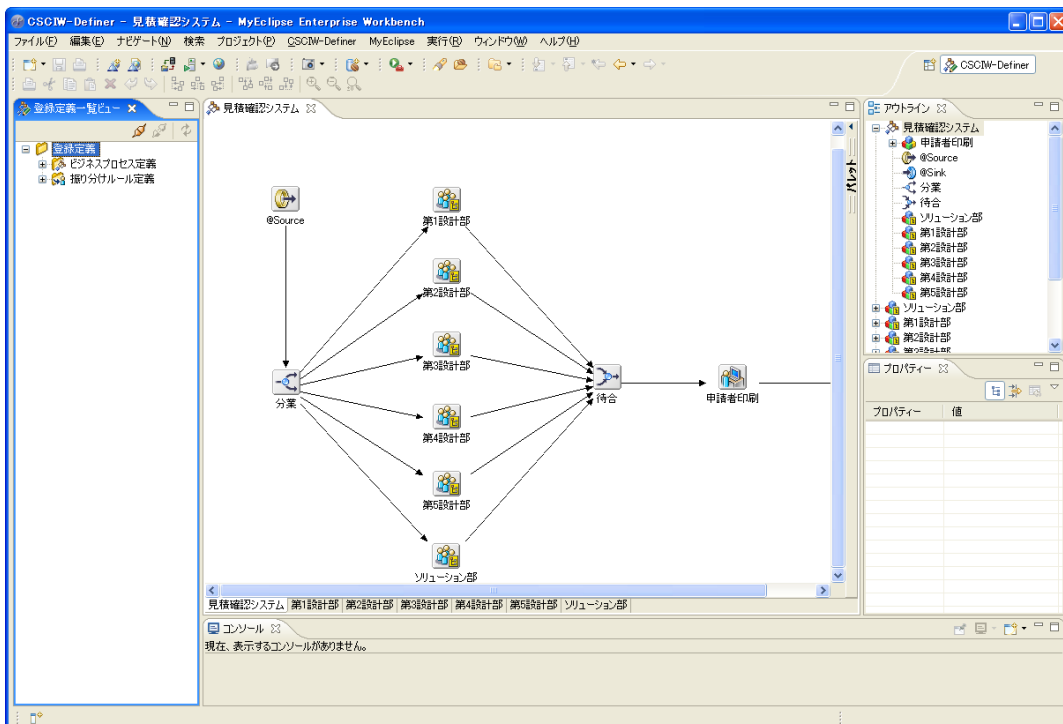 CSCIW-Definer - 見積確認システム - MyEclipse Enterprise Workbench
ファイル(F) 編集(E) ナビゲート(N) 検索 プロジェクト(P) CSCIW-Definer MyEclipse 実行(R) ウィンドウ(W) ヘルプ(H)
CSCIW-Definer
登録定義一覧ビュー
登録定義
ビジネスプロセス定義
振り分けルール定義
見積確認システム
@Source
第1設計部
第2設計部
第3設計部
分業
第4設計部
第5設計部
ソリューション部
待合
申請者印刷
パレット
見積確認システム 第1設計部 第2設計部 第3設計部 第4設計部 第5設計部 ソリューション部
アウトライン
見積確認システム
申請者印刷
@Source
@Sink
分業
待合
ソリューション部
第1設計部
第2設計部
第3設計部
第4設計部
第5設計部
ソリューション部
第1設計部
第2設計部
第3設計部
プロパティー
プロパティー 値
コンソール
現在、表示するコンソールがありません。